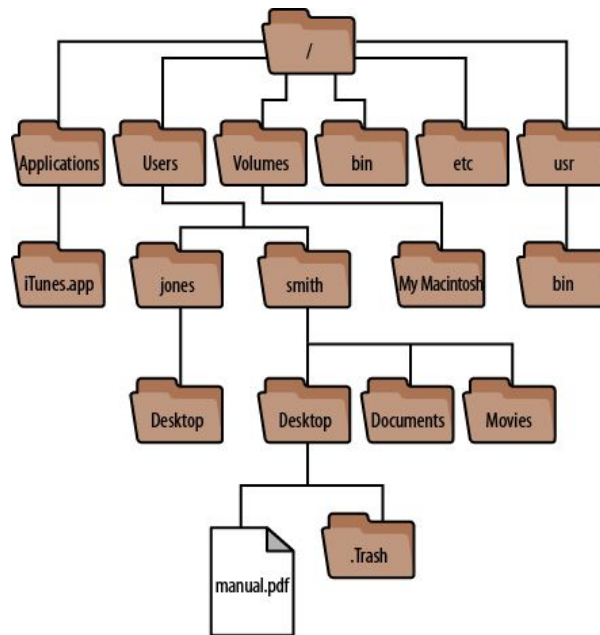 /
Applications
Users
Volumes
bin
etc
usr
iTunes.app
jones
smith
My Macintosh
bin
Desktop
Desktop
Documents
Movies
manual.pdf
.Trash